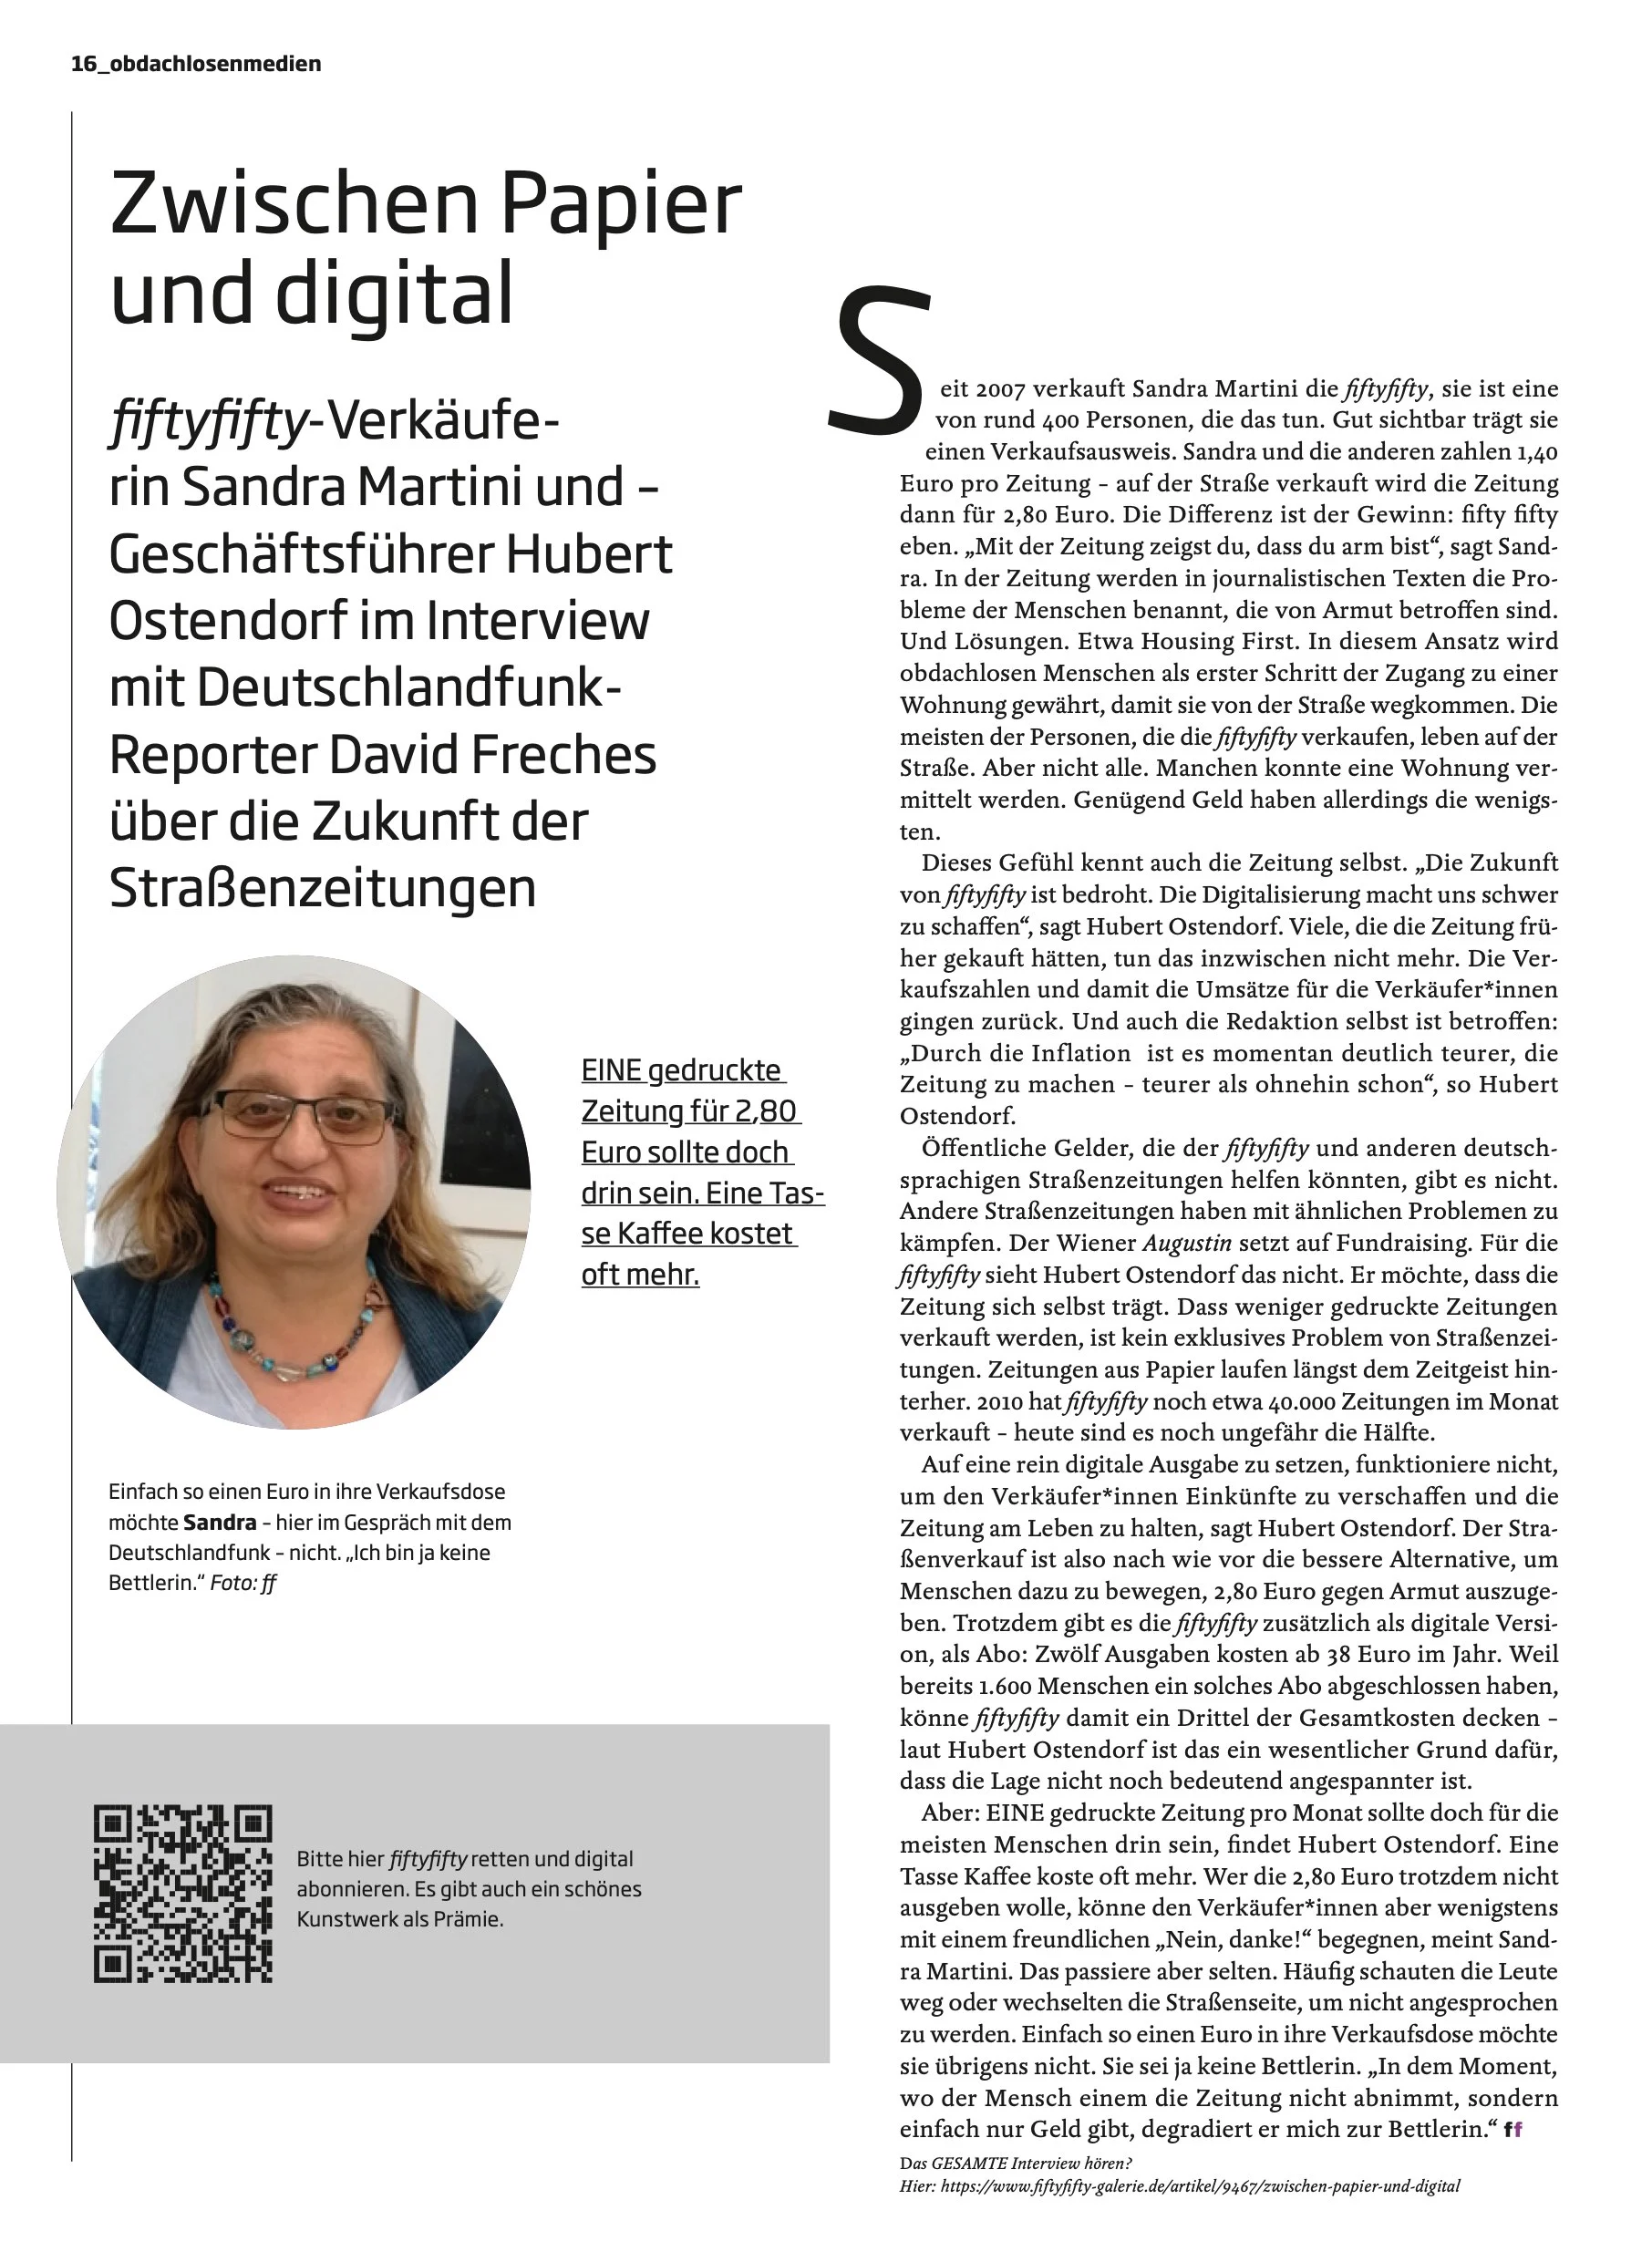 16_obdachlosenmedien
Zwischen Papier
und digital
fiftyfifty-Verkäufe-
rin Sandra Martini und –
Geschäftsführer Hubert
Ostendorf im Interview
mit Deutschlandfunk-
Reporter David Freches
über die Zukunft der
Straßenzeitungen
EINE gedruckte
Zeitung für 2,80
Euro sollte doch
drin sein. Eine Tas-
se Kaffee kostet
oft mehr.
Einfach so einen Euro in ihre Verkaufsdose
möchte Sandra – hier im Gespräch mit dem
Deutschlandfunk – nicht. „Ich bin ja keine
Bettlerin.“ Foto: ff
Bitte hier fiftyfifty retten und digital
abonnieren. Es gibt auch ein schönes
Kunstwerk als Prämie.
Seit 2007 verkauft Sandra Martini die fiftyfifty, sie ist eine
von rund 400 Personen, die das tun. Gut sichtbar trägt sie
einen Verkaufsausweis. Sandra und die anderen zahlen 1,40
Euro pro Zeitung – auf der Straße verkauft wird die Zeitung
dann für 2,80 Euro. Die Differenz ist der Gewinn: fifty fifty
eben. „Mit der Zeitung zeigst du, dass du arm bist“, sagt Sand-
ra. In der Zeitung werden in journalistischen Texten die Pro-
bleme der Menschen benannt, die von Armut betroffen sind.
Und Lösungen. Etwa Housing First. In diesem Ansatz wird
obdachlosen Menschen als erster Schritt der Zugang zu einer
Wohnung gewährt, damit sie von der Straße wegkommen. Die
meisten der Personen, die die fiftyfifty verkaufen, leben auf der
Straße. Aber nicht alle. Manchen konnte eine Wohnung ver-
mittelt werden. Genügend Geld haben allerdings die wenigs-
ten.
Dieses Gefühl kennt auch die Zeitung selbst. „Die Zukunft
von fiftyfifty ist bedroht. Die Digitalisierung macht uns schwer
zu schaffen“, sagt Hubert Ostendorf. Viele, die die Zeitung frü-
her gekauft hätten, tun das inzwischen nicht mehr. Die Ver-
kaufszahlen und damit die Umsätze für die Verkäufer*innen
gingen zurück. Und auch die Redaktion selbst ist betroffen:
„Durch die Inflation ist es momentan deutlich teurer, die
Zeitung zu machen – teurer als ohnehin schon“, so Hubert
Ostendorf.
Öffentliche Gelder, die der fiftyfifty und anderen deutsch-
sprachigen Straßenzeitungen helfen könnten, gibt es nicht.
Andere Straßenzeitungen haben mit ähnlichen Problemen zu
kämpfen. Der Wiener Augustin setzt auf Fundraising. Für die
fiftyfifty sieht Hubert Ostendorf das nicht. Er möchte, dass die
Zeitung sich selbst trägt. Dass weniger gedruckte Zeitungen
verkauft werden, ist kein exklusives Problem von Straßenzei-
tungen. Zeitungen aus Papier laufen längst dem Zeitgeist hin-
terher. 2010 hat fiftyfifty noch etwa 40.000 Zeitungen im Monat
verkauft – heute sind es noch ungefähr die Hälfte.
Auf eine rein digitale Ausgabe zu setzen, funktioniere nicht,
um den Verkäufer*innen Einkünfte zu verschaffen und die
Zeitung am Leben zu halten, sagt Hubert Ostendorf. Der Stra-
ßenverkauf ist also nach wie vor die bessere Alternative, um
Menschen dazu zu bewegen, 2,80 Euro gegen Armut auszuge-
ben. Trotzdem gibt es die fiftyfifty zusätzlich als digitale Versi-
on, als Abo: Zwölf Ausgaben kosten ab 38 Euro im Jahr. Weil
bereits 1.600 Menschen ein solches Abo abgeschlossen haben,
könne fiftyfifty damit ein Drittel der Gesamtkosten decken –
laut Hubert Ostendorf ist das ein wesentlicher Grund dafür,
dass die Lage nicht noch bedeutend angespannter ist.
Aber: EINE gedruckte Zeitung pro Monat sollte doch für die
meisten Menschen drin sein, findet Hubert Ostendorf. Eine
Tasse Kaffee koste oft mehr. Wer die 2,80 Euro trotzdem nicht
ausgeben wolle, könne den Verkäufer*innen aber wenigstens
mit einem freundlichen „Nein, danke!“ begegnen, meint Sand-
ra Martini. Das passiere aber selten. Häufig schauten die Leute
weg oder wechselten die Straßenseite, um nicht angesprochen
zu werden. Einfach so einen Euro in ihre Verkaufsdose möchte
sie übrigens nicht. Sie sei ja keine Bettlerin. „In dem Moment,
wo der Mensch einem die Zeitung nicht abnimmt, sondern
einfach nur Geld gibt, degradiert er mich zur Bettlerin.“ ff
Das GESAMTE Interview hören?
Hier: https://www.fiftyfifty-galerie.de/artikel/9467/zwischen-papier-und-digital